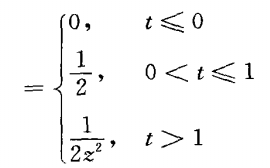 0, t ⩽ 0
= { 1/2, 0 < t ⩽ 1
1/(2z²), t > 1